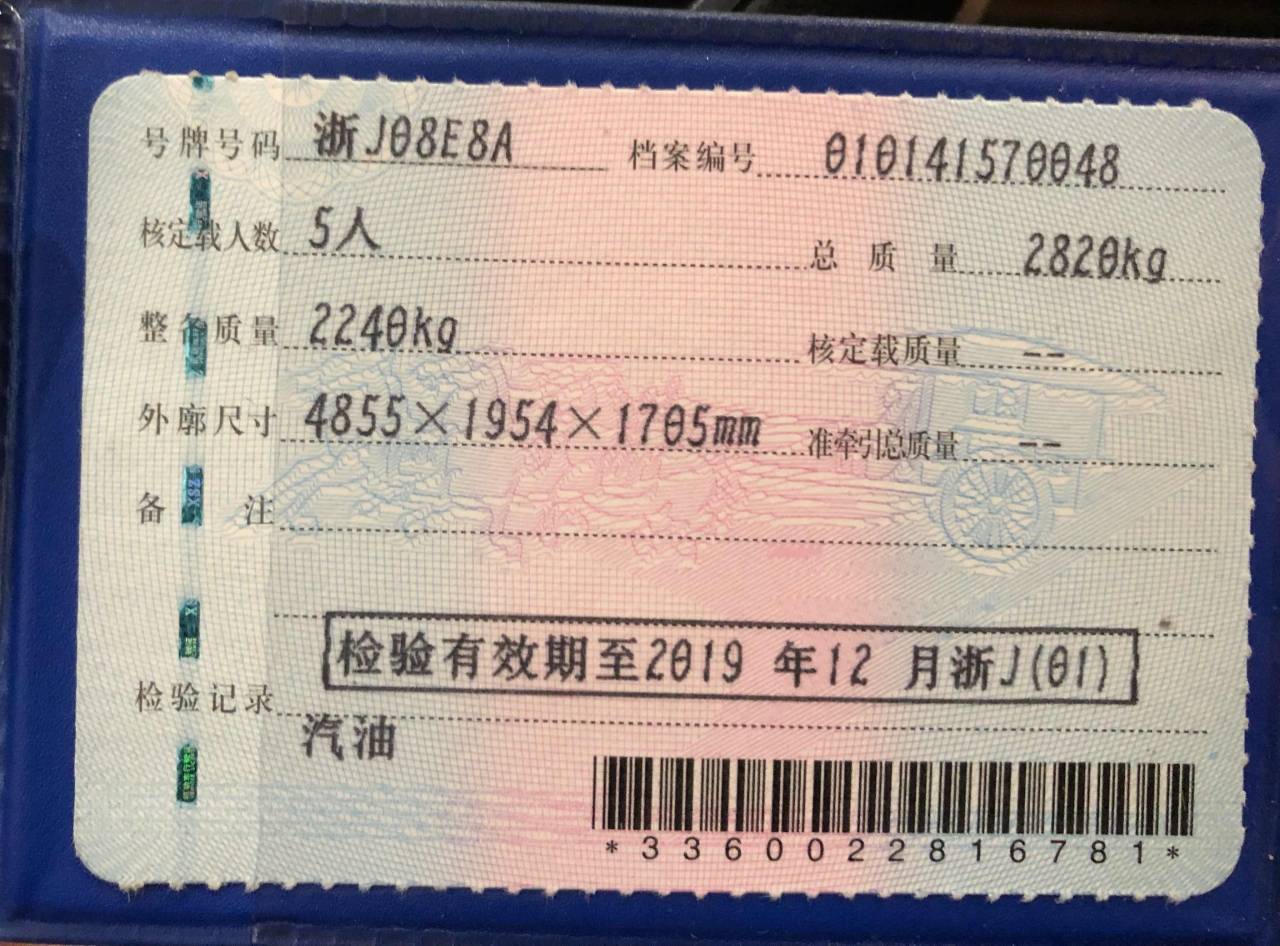 号牌号码 浙J08E8A 档案编号 010141570048
核定载人数 5人 总质量 2820kg
整备质量 2240kg 核定载质量 --
外廓尺寸 4855×1954×1705mm 准牵引总质量 --
备注
检验有效期至2019 年12 月浙J(01)
检验记录
汽油
*3360022816781*